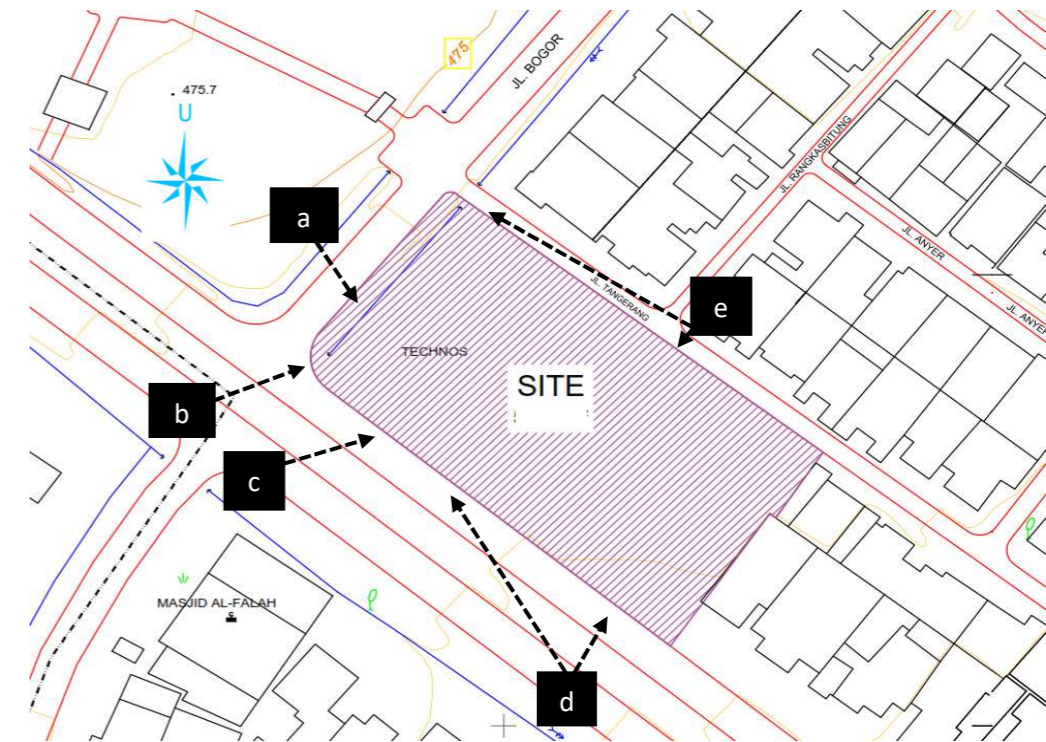 475
JL. BOGOR
475.7
U
JL. RANGKASBITUNG
a
JL. ANYER
JL. TANGERANG
e
JL. ANYER
TECHNOS
SITE
b
c
MASJID AL-FALAH
d